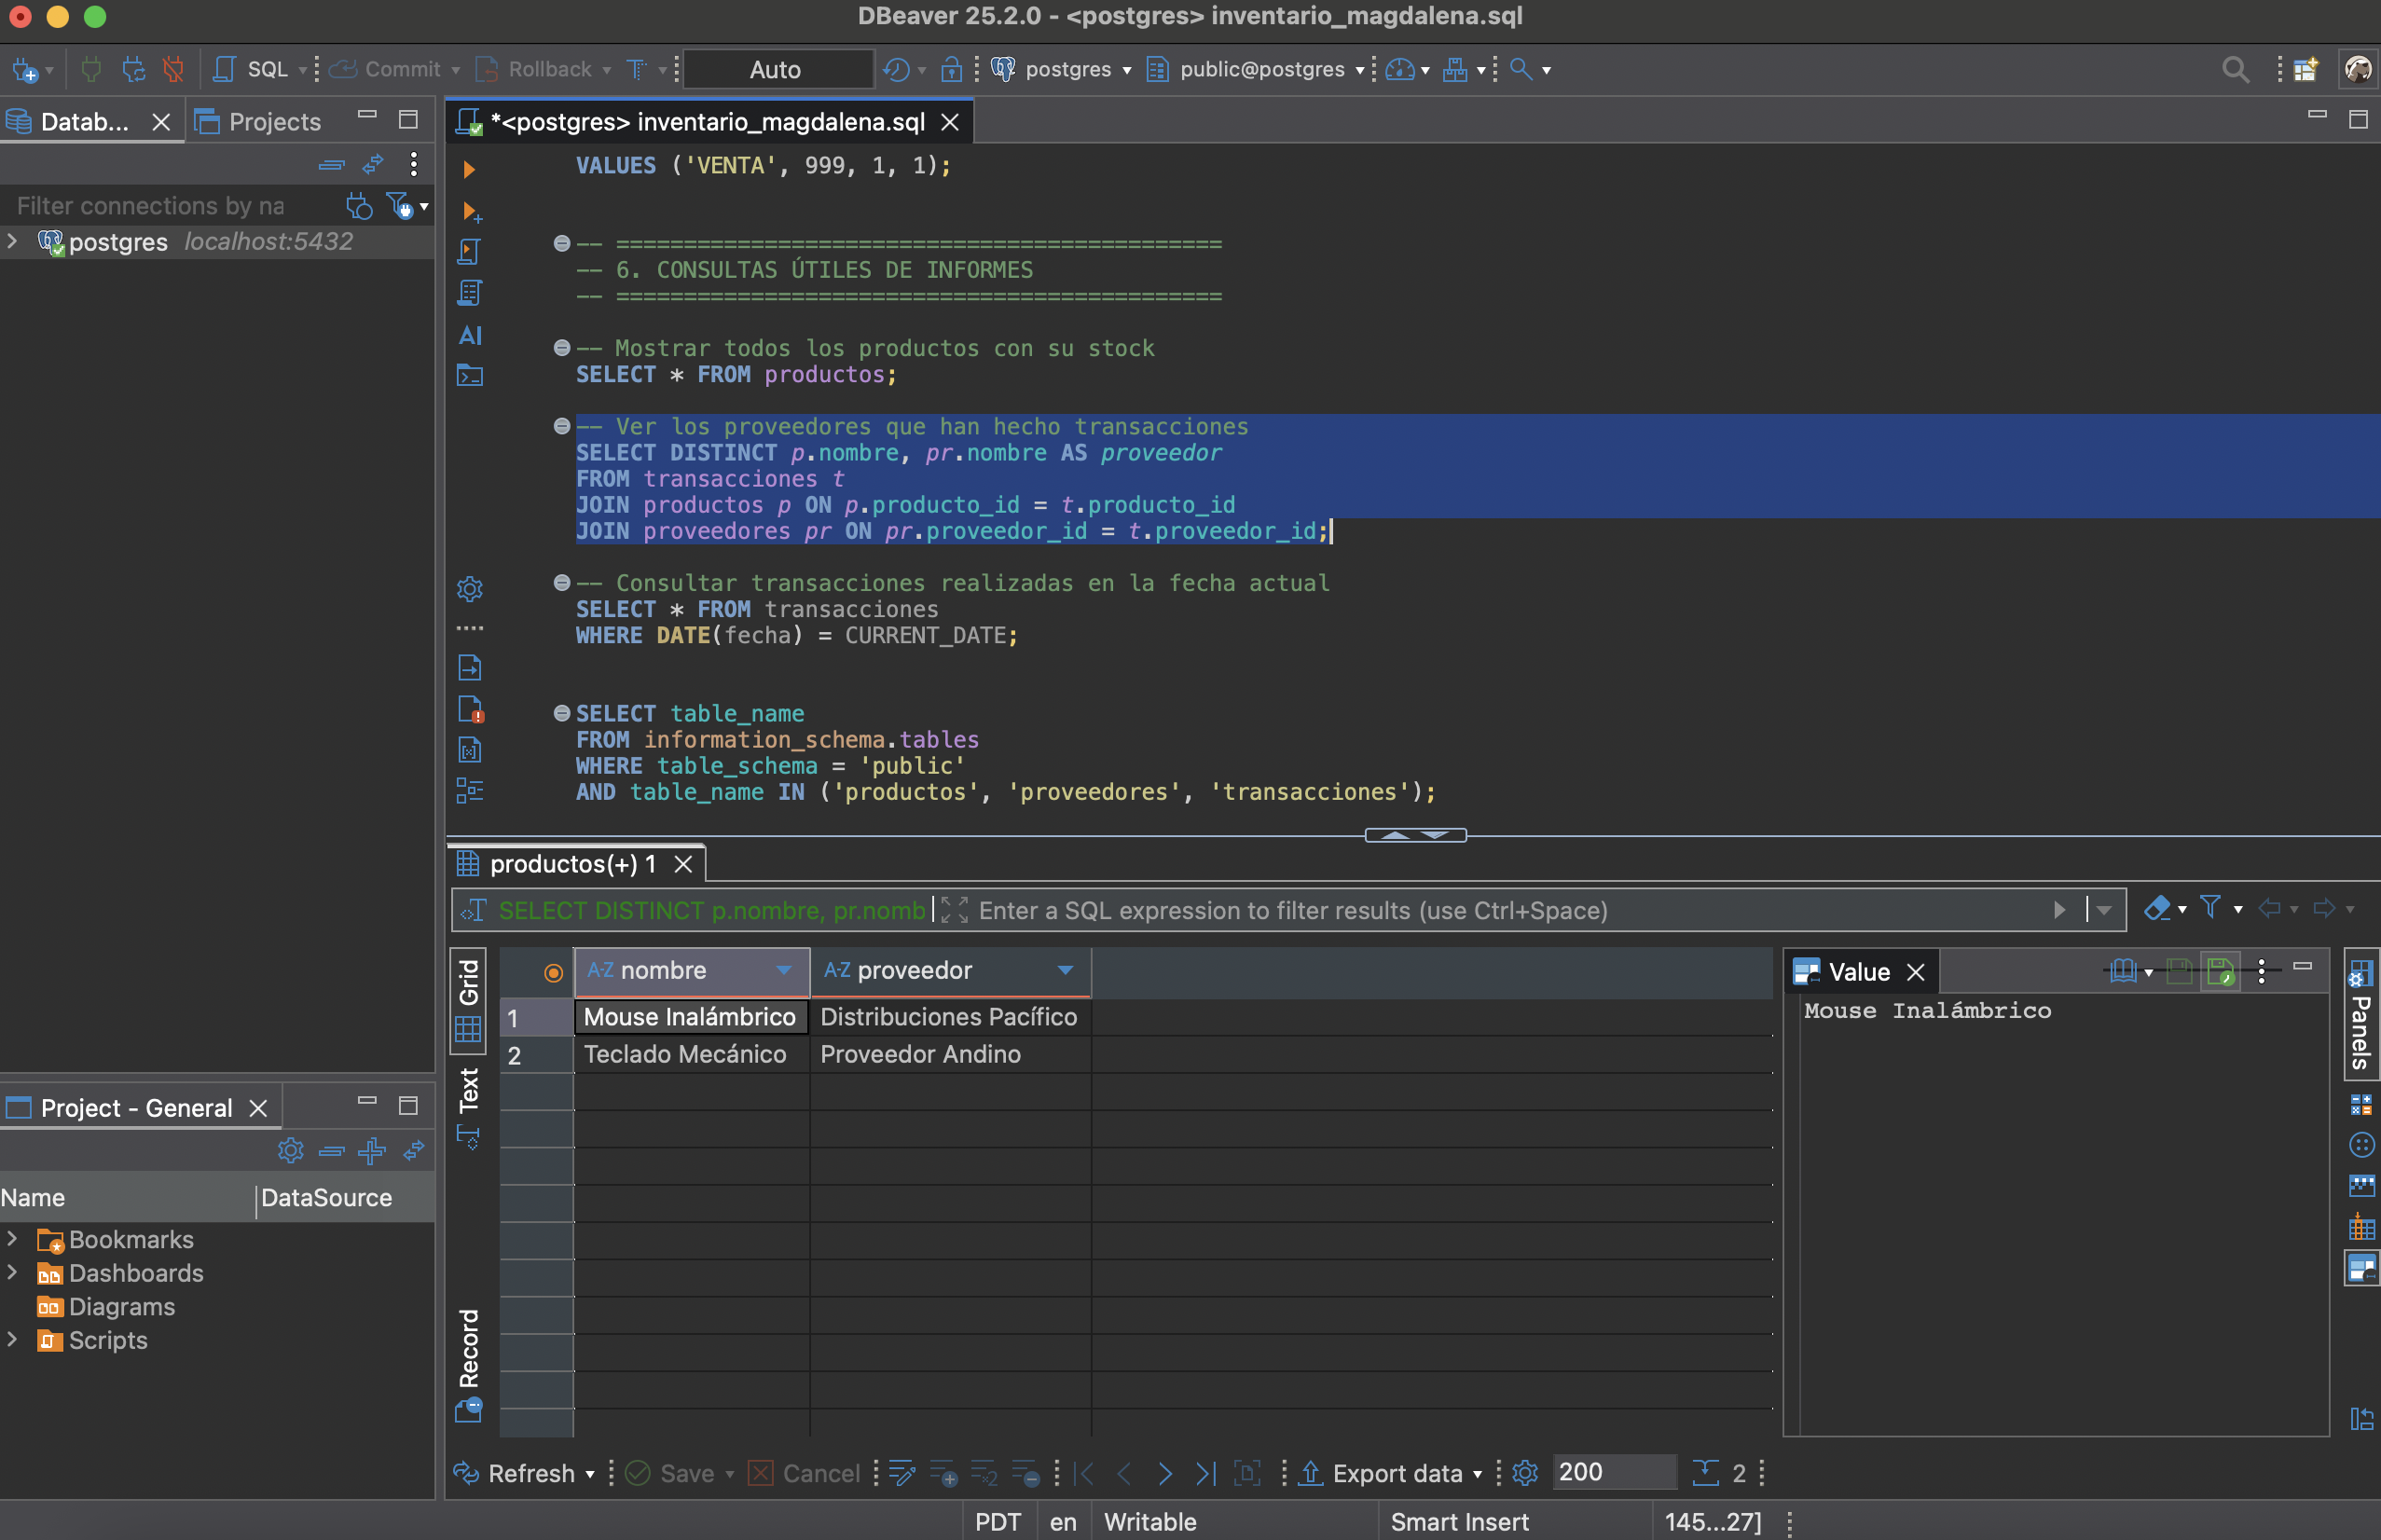 DBeaver 25.2.0 - <postgres> inventario_magdalena.sql
SQL Commit Rollback Auto postgres public@postgres
Datab... Projects
Filter connections by na
postgres localhost:5432
*<postgres> inventario_magdalena.sql
AI
VALUES ('VENTA', 999, 1, 1);
-- =============================================
-- 6. CONSULTAS ÚTILES DE INFORMES
-- =============================================
-- Mostrar todos los productos con su stock
SELECT * FROM productos;
-- Ver los proveedores que han hecho transacciones
SELECT DISTINCT p.nombre, pr.nombre AS proveedor
FROM transacciones t
JOIN productos p ON p.producto_id = t.producto_id
JOIN proveedores pr ON pr.proveedor_id = t.proveedor_id;
-- Consultar transacciones realizadas en la fecha actual
SELECT * FROM transacciones
WHERE DATE(fecha) = CURRENT_DATE;
SELECT table_name
FROM information_schema.tables
WHERE table_schema = 'public'
AND table_name IN ('productos', 'proveedores', 'transacciones');
productos(+) 1
SELECT DISTINCT p.nombre, pr.nomb Enter a SQL expression to filter results (use Ctrl+Space)
Grid
Text
Record
A-Z nombre A-Z proveedor
1 Mouse Inalámbrico Distribuciones Pacífico
2 Teclado Mecánico Proveedor Andino
Value
Mouse Inalámbrico
Panels
Project - General
Name DataSource
Bookmarks
Dashboards
Diagrams
Scripts
Refresh Save Cancel Export data 200 2
PDT en Writable Smart Insert 145...27]